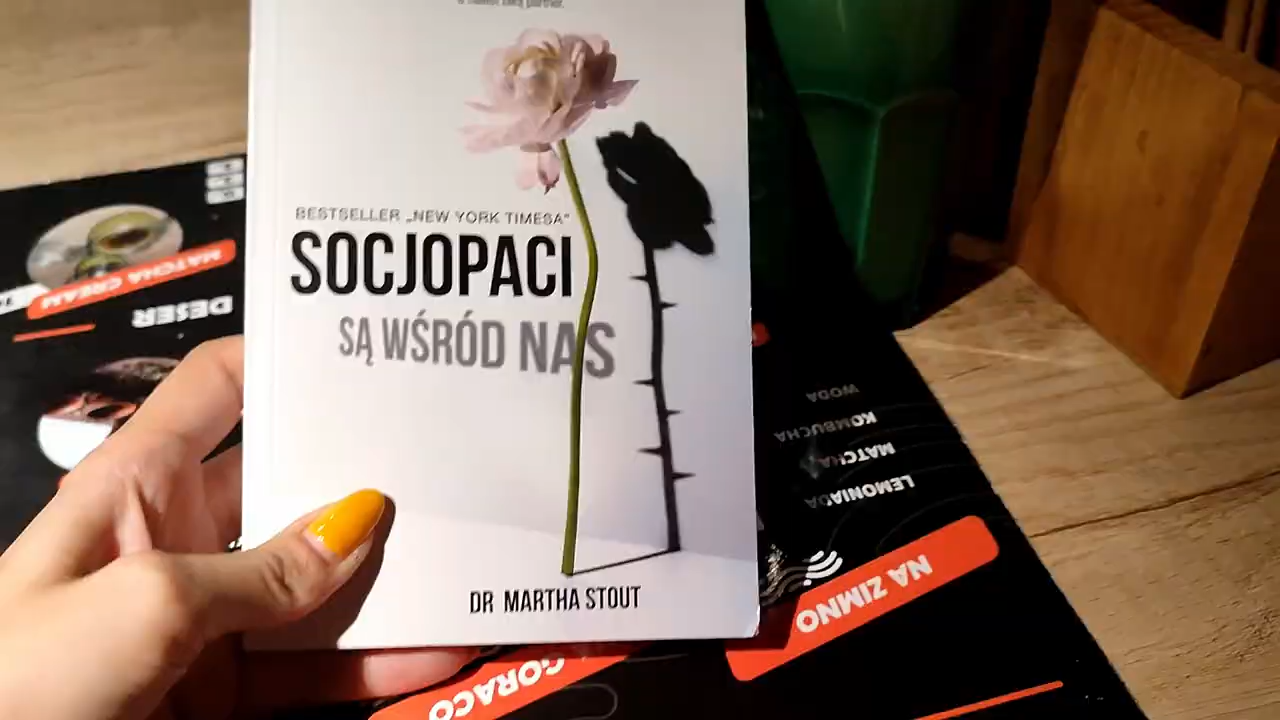 BESTSELLER „NEW YORK TIMESA"
SOCJOPACI
SĄ WŚRÓD NAS
DR MARTHA STOUT
MATCHA CREAM
DESER
WODA
KOMBUCHA
MATCHA
LEMONIADA
NA ZIMNO
GORĄCO